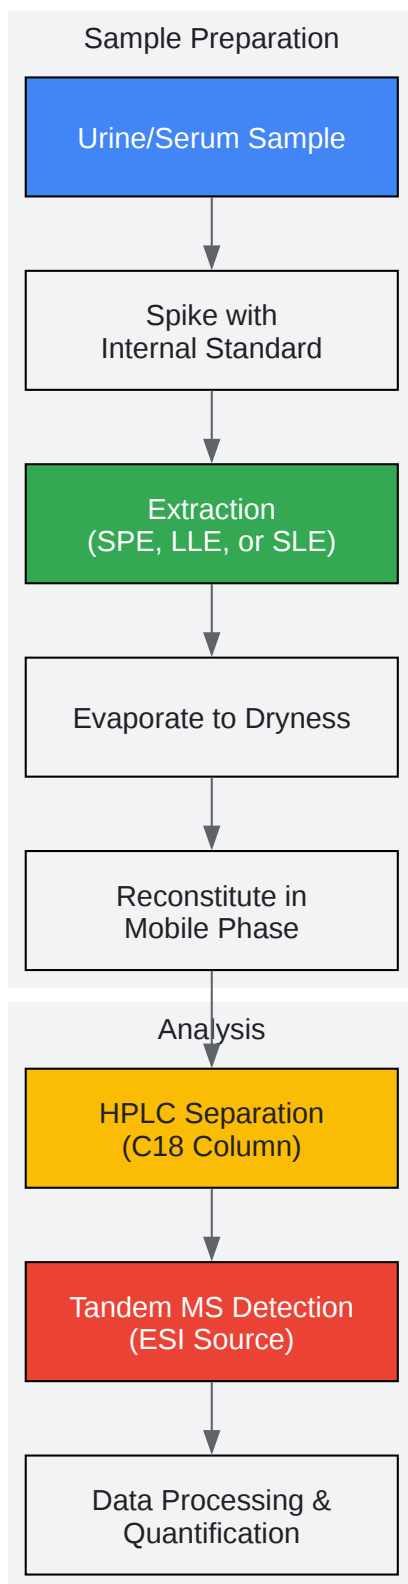 Sample Preparation
Urine/Serum Sample
Spike with
Internal Standard
Extraction
(SPE, LLE, or SLE)
Evaporate to Dryness
Reconstitute in
Mobile Phase
Analysis
HPLC Separation
(C18 Column)
Tandem MS Detection
(ESI Source)
Data Processing &
Quantification